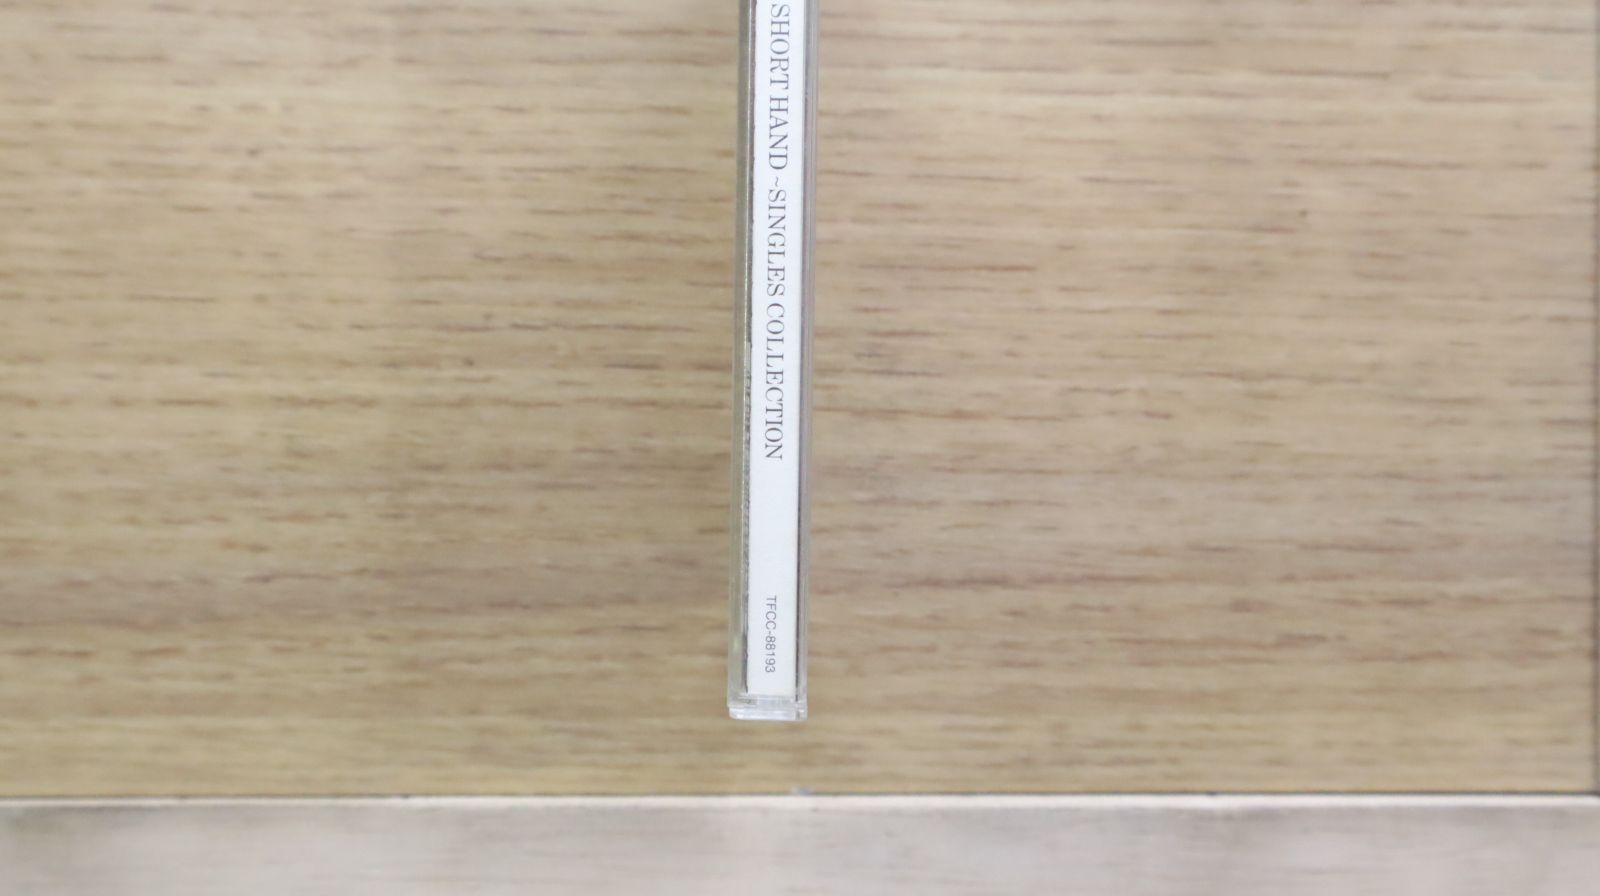 SHORT HAND ~SINGLES COLLECTION
TFCC-88193